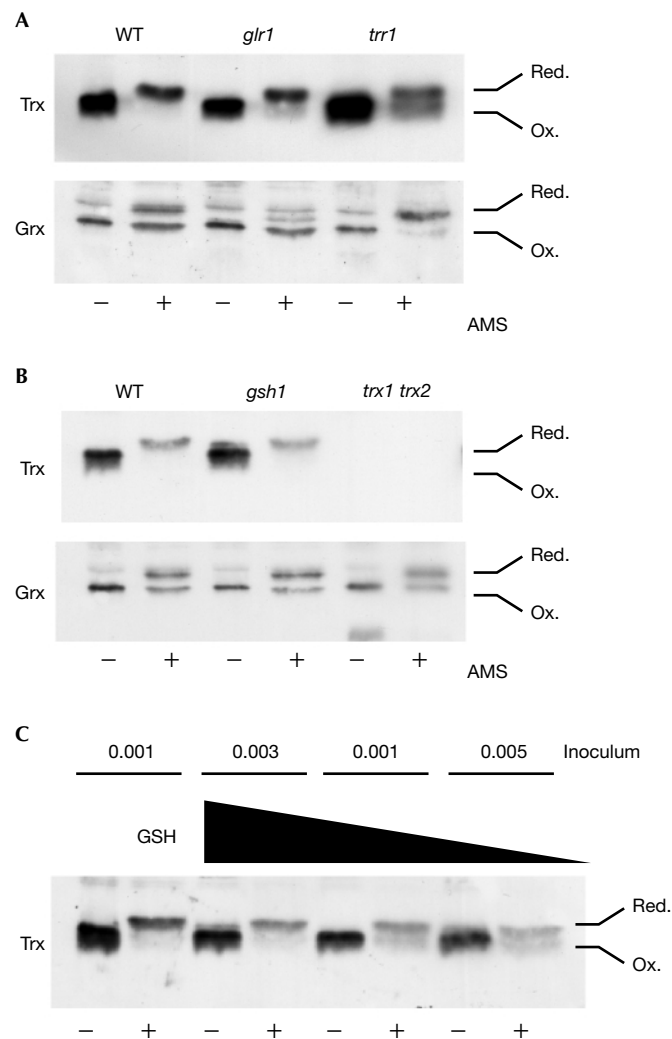 A
WT glr1 trr1
Trx
Red.
Ox.
Grx
Red.
Ox.
− + − + − +
AMS
B
WT gsh1 trx1 trx2
Trx
Red.
Ox.
Grx
Red.
Ox.
− + − + − +
AMS
C
0.001 0.003 0.001 0.005 Inoculum
GSH
Trx
Red.
Ox.
− + − + − + − +